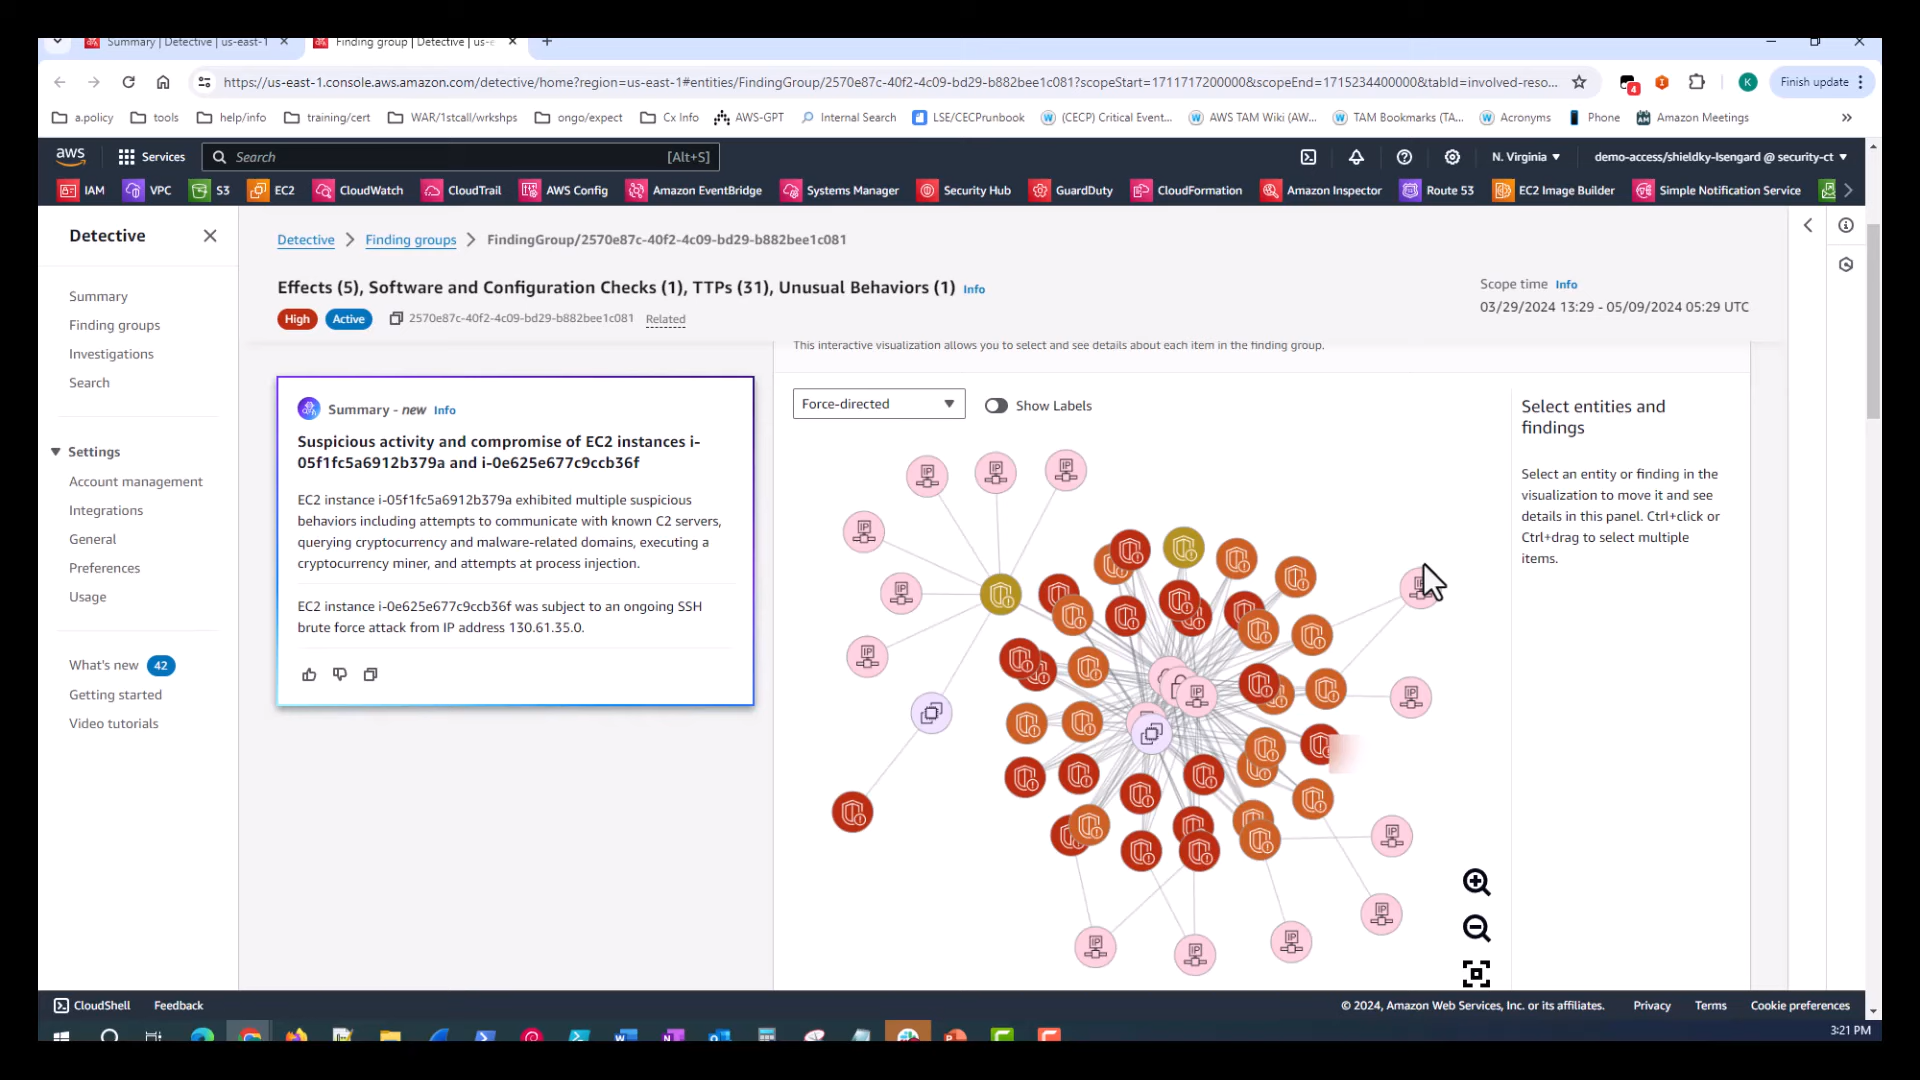 Summary | Detective | us-east-1
Finding group | Detective | us-e
https://us-east-1.console.aws.amazon.com/detective/home?region=us-east-1#entities/FindingGroup/2570e87c-40f2-4c09-bd29-b882bee1c081?scopeStart=1711717200000&scopeEnd=1715234400000&tabId=involved-reso...
4
K
Finish update
a.policy
tools
help/info
training/cert
WAR/1stcall/wrkshps
ongo/expect
Cx Info
AWS-GPT
Internal Search
LSE/CECPrunbook
(CECP) Critical Event...
AWS TAM Wiki (AW...
TAM Bookmarks (TA...
Acronyms
Phone
Amazon Meetings
aws
Services
Search
[Alt+S]
N. Virginia
demo-access/shieldky-Isengard @ security-ct
IAM
VPC
S3
EC2
CloudWatch
CloudTrail
AWS Config
Amazon EventBridge
Systems Manager
Security Hub
GuardDuty
CloudFormation
Amazon Inspector
Route 53
EC2 Image Builder
Simple Notification Service
Detective
Summary
Finding groups
Investigations
Search
Settings
Account management
Integrations
General
Preferences
Usage
What's new 42
Getting started
Video tutorials
Detective
Finding groups
FindingGroup/2570e87c-40f2-4c09-bd29-b882bee1c081
Effects (5), Software and Configuration Checks (1), TTPs (31), Unusual Behaviors (1) Info
High
Active
2570e87c-40f2-4c09-bd29-b882bee1c081
Related
Scope time Info
03/29/2024 13:29 - 05/09/2024 05:29 UTC
Summary - new Info
Suspicious activity and compromise of EC2 instances i-
05f1fc5a6912b379a and i-0e625e677c9ccb36f
EC2 instance i-05f1fc5a6912b379a exhibited multiple suspicious
behaviors including attempts to communicate with known C2 servers,
querying cryptocurrency and malware-related domains, executing a
cryptocurrency miner, and attempts at process injection.
EC2 instance i-0e625e677c9ccb36f was subject to an ongoing SSH
brute force attack from IP address 130.61.35.0.
This interactive visualization allows you to select and see details about each item in the finding group.
Force-directed
Show Labels
IP
IP
IP
IP
IP
IP
IP
IP
IP
IP
IP
IP
IP
Select entities and
findings
Select an entity or finding in the
visualization to move it and see
details in this panel. Ctrl+click or
Ctrl+drag to select multiple
items.
CloudShell
Feedback
© 2024, Amazon Web Services, Inc. or its affiliates.
Privacy
Terms
Cookie preferences
3:21 PM